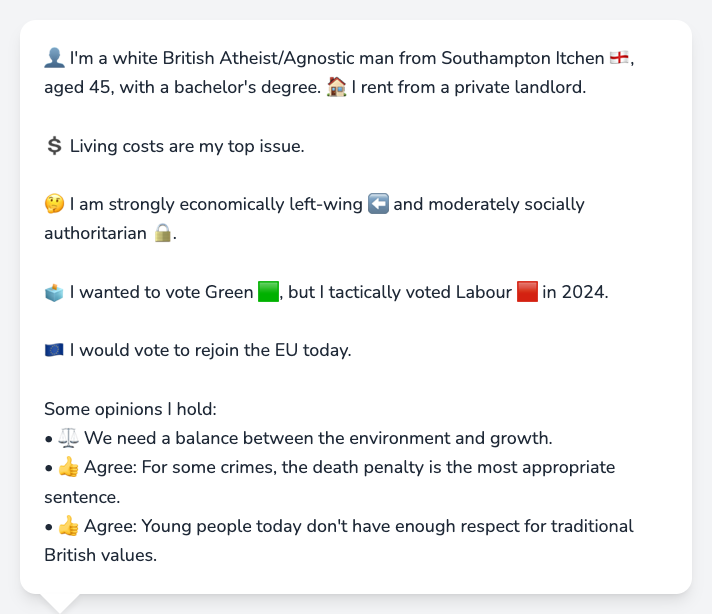 👤 I'm a white British Atheist/Agnostic man from Southampton Itchen 🏴󠁧󠁢󠁥󠁮󠁧󠁿,
aged 45, with a bachelor's degree. 🏠 I rent from a private landlord.
💲 Living costs are my top issue.
🤔 I am strongly economically left-wing ⬅️ and moderately socially
authoritarian 🔒.
🗳️ I wanted to vote Green 🟩, but I tactically voted Labour 🟥 in 2024.
🇪🇺 I would vote to rejoin the EU today.
Some opinions I hold:
• ⚖️ We need a balance between the environment and growth.
• 👍 Agree: For some crimes, the death penalty is the most appropriate
sentence.
• 👍 Agree: Young people today don't have enough respect for traditional
British values.